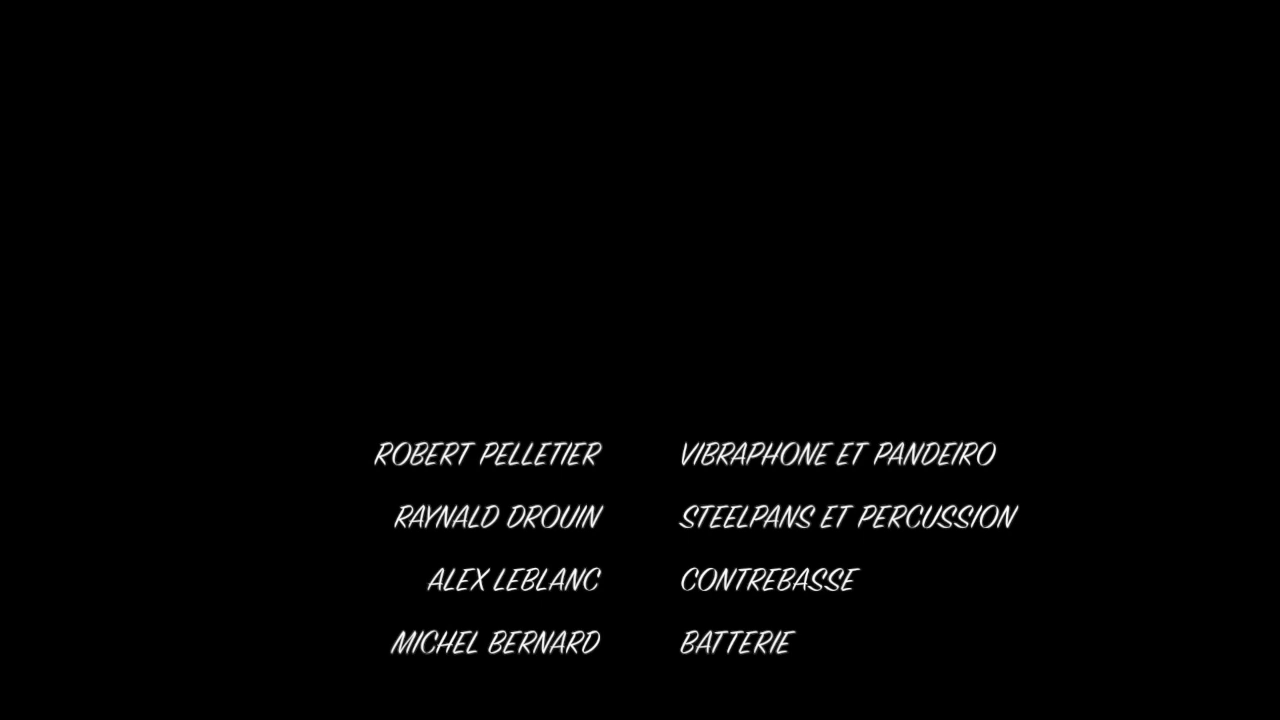 ROBERT PELLETIER VIBRAPHONE ET PANDEIRO
RAYNALD DROUIN STEELPANS ET PERCUSSION
ALEX LEBLANC CONTREBASSE
MICHEL BERNARD BATTERIE